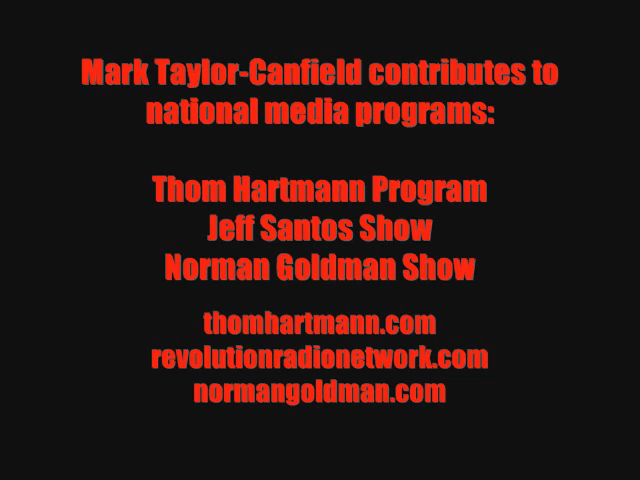 Mark Taylor-Canfield contributes to
national media programs:
Thom Hartmann Program
Jeff Santos Show
Norman Goldman Show
thomhartmann.com
revolutionradionetwork.com
normangoldman.com